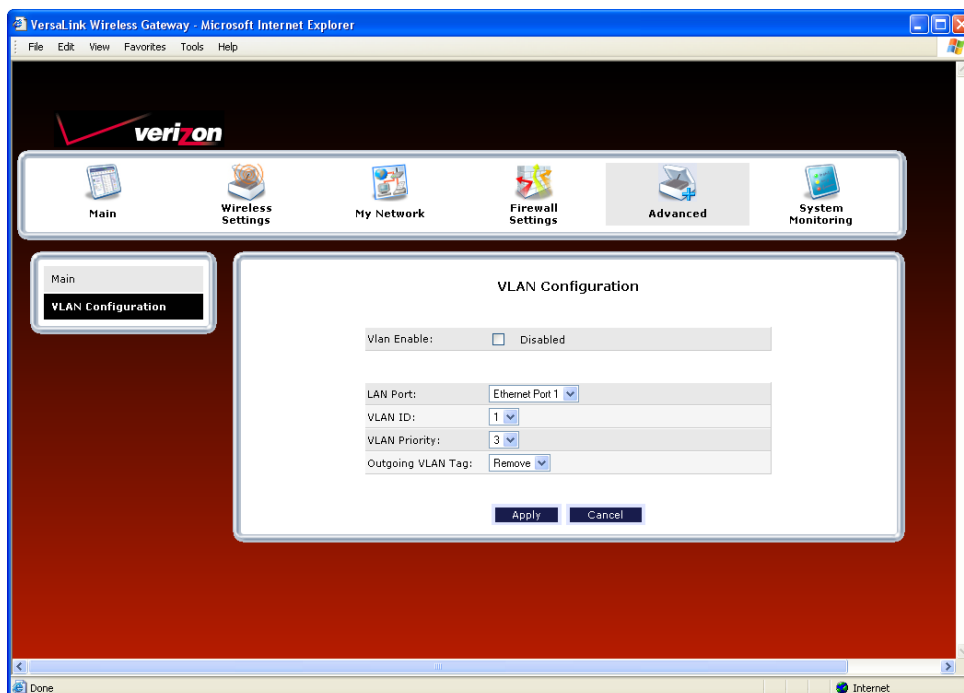 VersaLink Wireless Gateway - Microsoft Internet Explorer
File Edit View Favorites Tools Help
verizon
Main
Wireless Settings
My Network
Firewall Settings
Advanced
System Monitoring
Main
VLAN Configuration
VLAN Configuration
Vlan Enable: Disabled
LAN Port: Ethernet Port 1
VLAN ID: 1
VLAN Priority: 3
Outgoing VLAN Tag: Remove
Apply Cancel
Done Internet